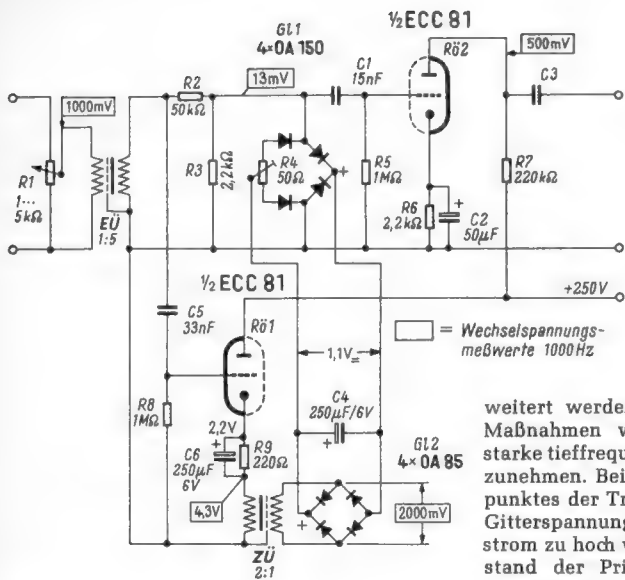 ½ECC 81
Gl1
4×OA 150
Rö2
500mV
C3
C1
15nF
13mV
R2
50kΩ
1000mV
R1
1...
5kΩ
EÜ
1:5
R3
2,2kΩ
R4
50Ω
+
R5
1MΩ
R6
2,2kΩ
+
C2
50µF
R7
220kΩ
+250V
½ECC 81
Rö1
C5
33nF
= Wechselspannungs-
meßwerte 1000Hz
1,1V=
R8
1MΩ
2,2V
C6
250µF
6V
+
R9
220Ω
4,3V
C4
250µF/6V
+
Gl2
4×OA 85
+
2000mV
ZÜ
2:1
weitert werde
Maßnahmen v
starke tieffrequ
zunehmen. Bei
punktes der Tr
Gitterspannung
strom zu hoch v
stand der Pri